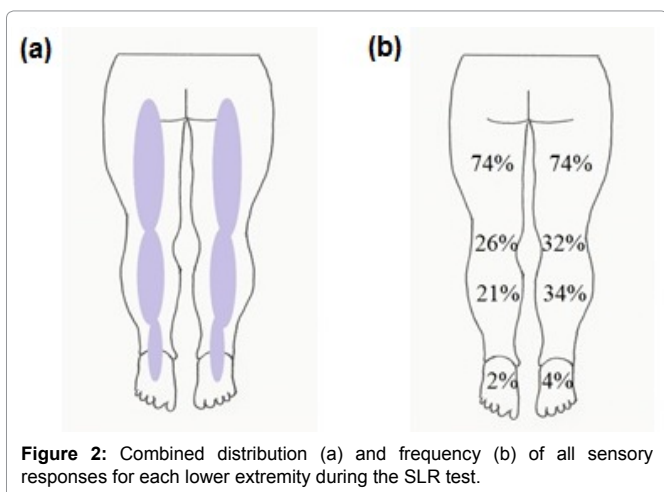 (a) (b)
74% 74%
26% 32%
21% 34%
2% 4%
Figure 2: Combined distribution (a) and frequency (b) of all sensory
responses for each lower extremity during the SLR test.